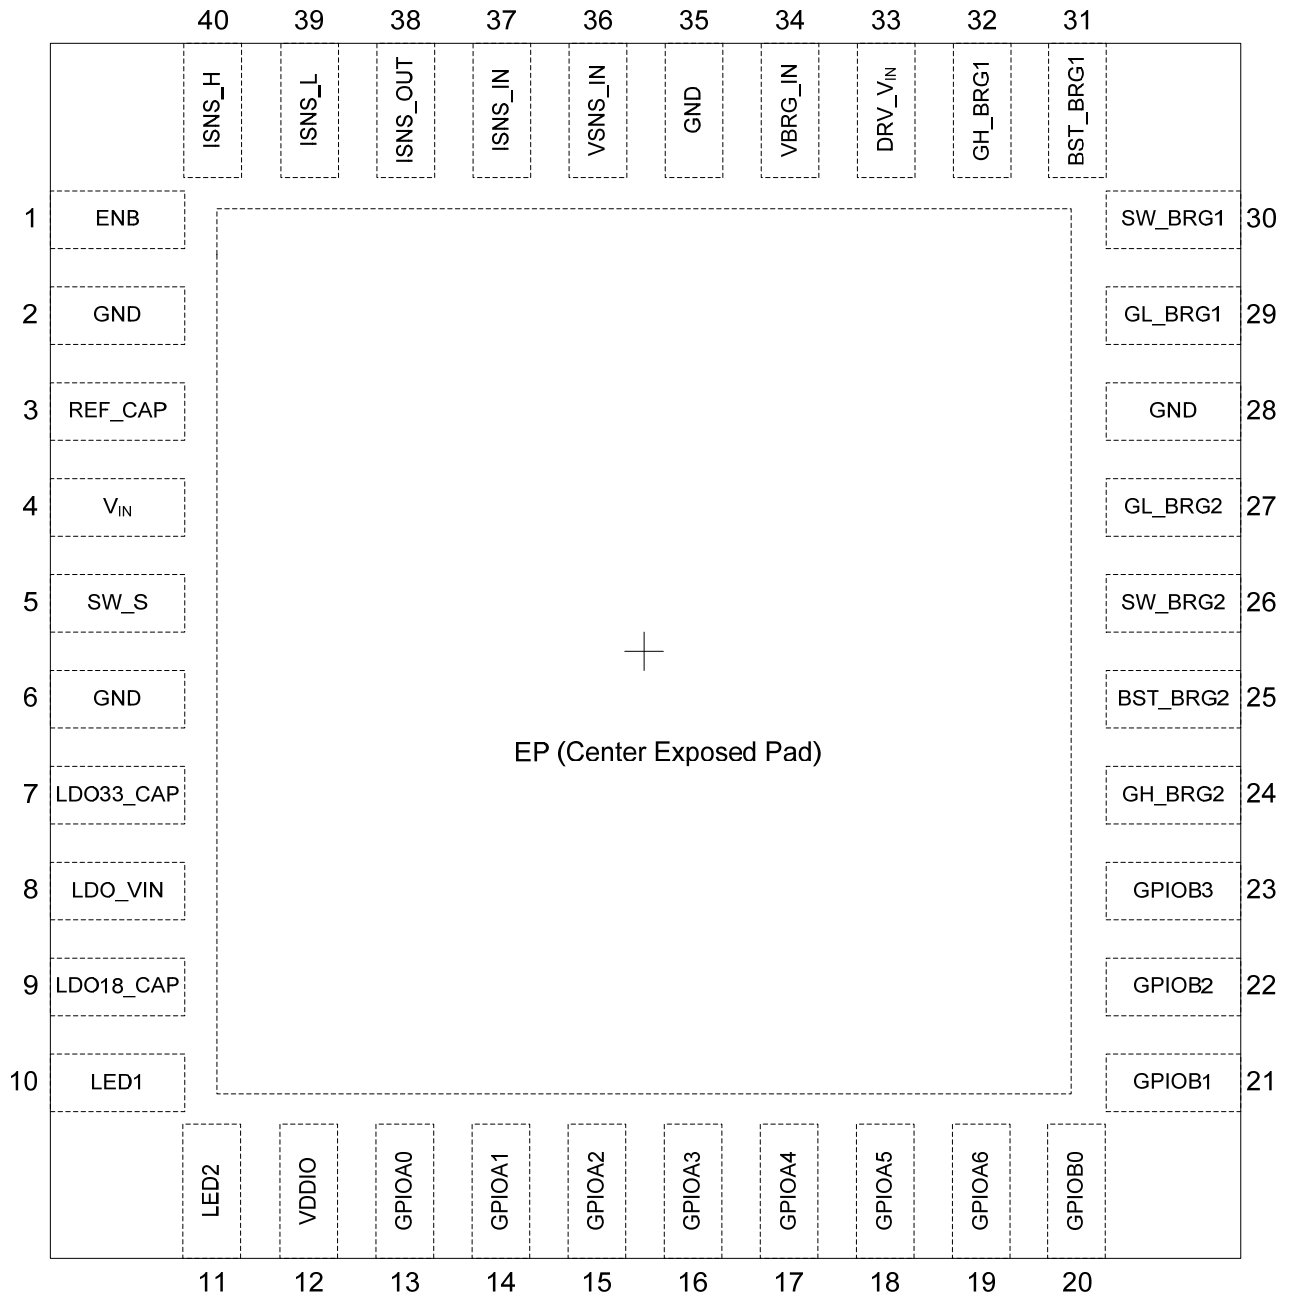 40 39 38 37 36 35 34 33 32 31
ISNS_H
ISNS_L
ISNS_OUT
ISNS_IN
VSNS_IN
GND
VBRG_IN
DRV_VIN
GH_BRG1
BST_BRG1
1 ENB
SW_BRG1 30
2 GND
GL_BRG1 29
3 REF_CAP
GND 28
4 VIN
GL_BRG2 27
5 SW_S
SW_BRG2 26
6 GND
BST_BRG2 25
EP (Center Exposed Pad)
7 LDO33_CAP
GH_BRG2 24
8 LDO_VIN
GPIOB3 23
9 LDO18_CAP
GPIOB2 22
10 LED1
GPIOB1 21
LED2
VDDIO
GPIOA0
GPIOA1
GPIOA2
GPIOA3
GPIOA4
GPIOA5
GPIOA6
GPIOB0
11 12 13 14 15 16 17 18 19 20